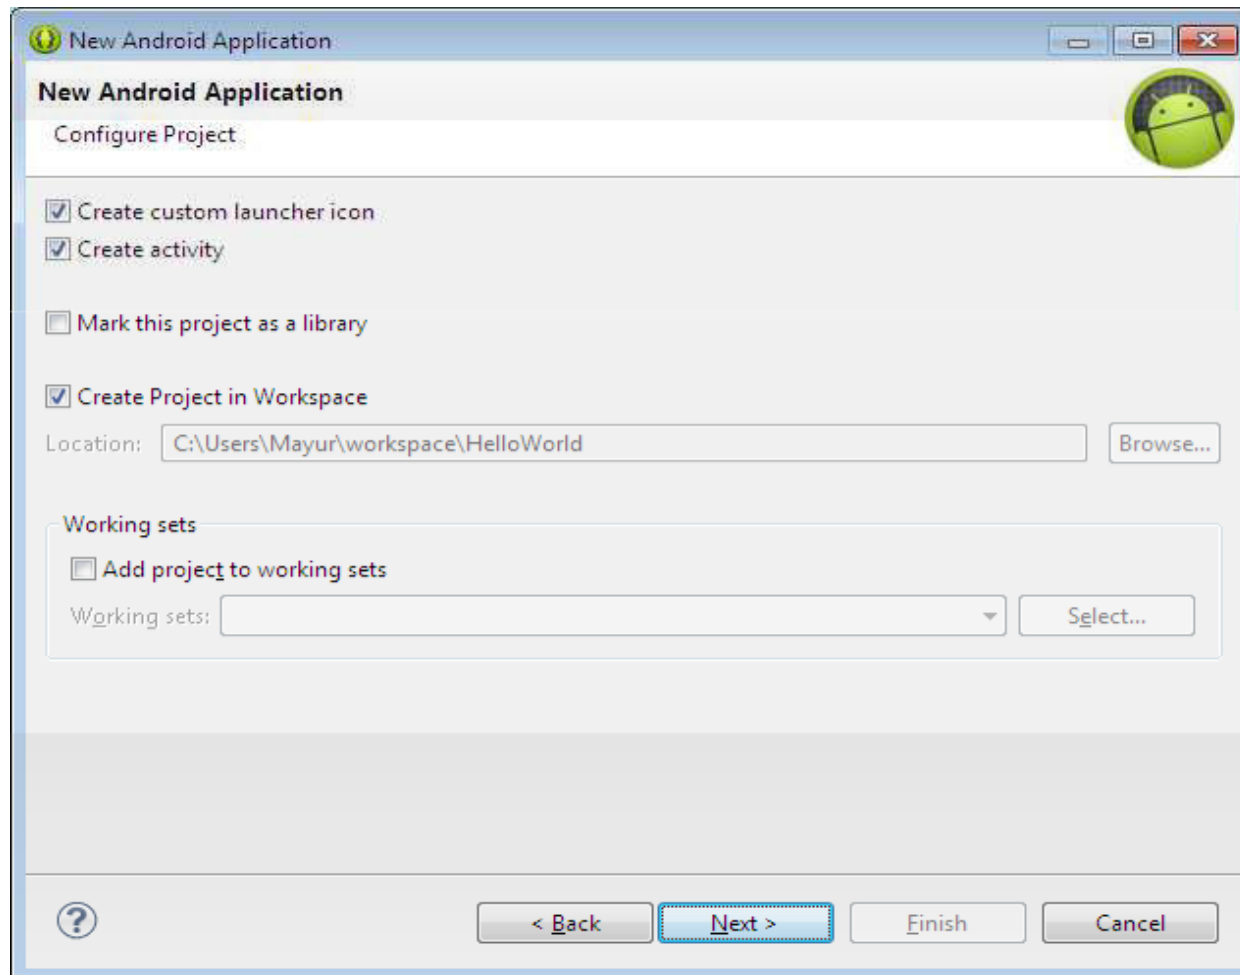 New Android Application
New Android Application
Configure Project
Create custom launcher icon
Create activity
Mark this project as a library
Create Project in Workspace
Location: C:\Users\Mayur\workspace\HelloWorld Browse...
Working sets
Add project to working sets
Working sets: Select...
? < Back Next > Finish Cancel